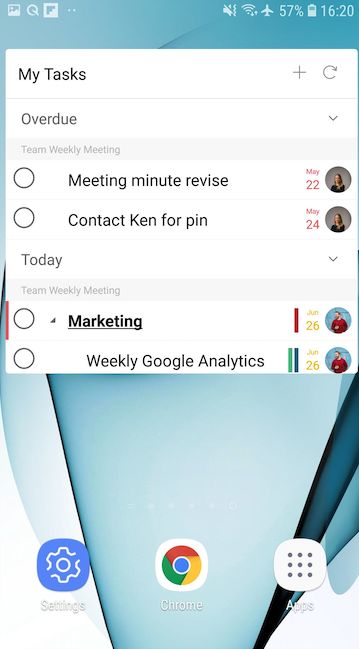 57% 16:20
My Tasks
Overdue
Team Weekly Meeting
Meeting minute revise
May
22
Contact Ken for pin
May
24
Today
Team Weekly Meeting
Marketing
Jun
26
Weekly Google Analytics
Jun
26
Settings Chrome Apps